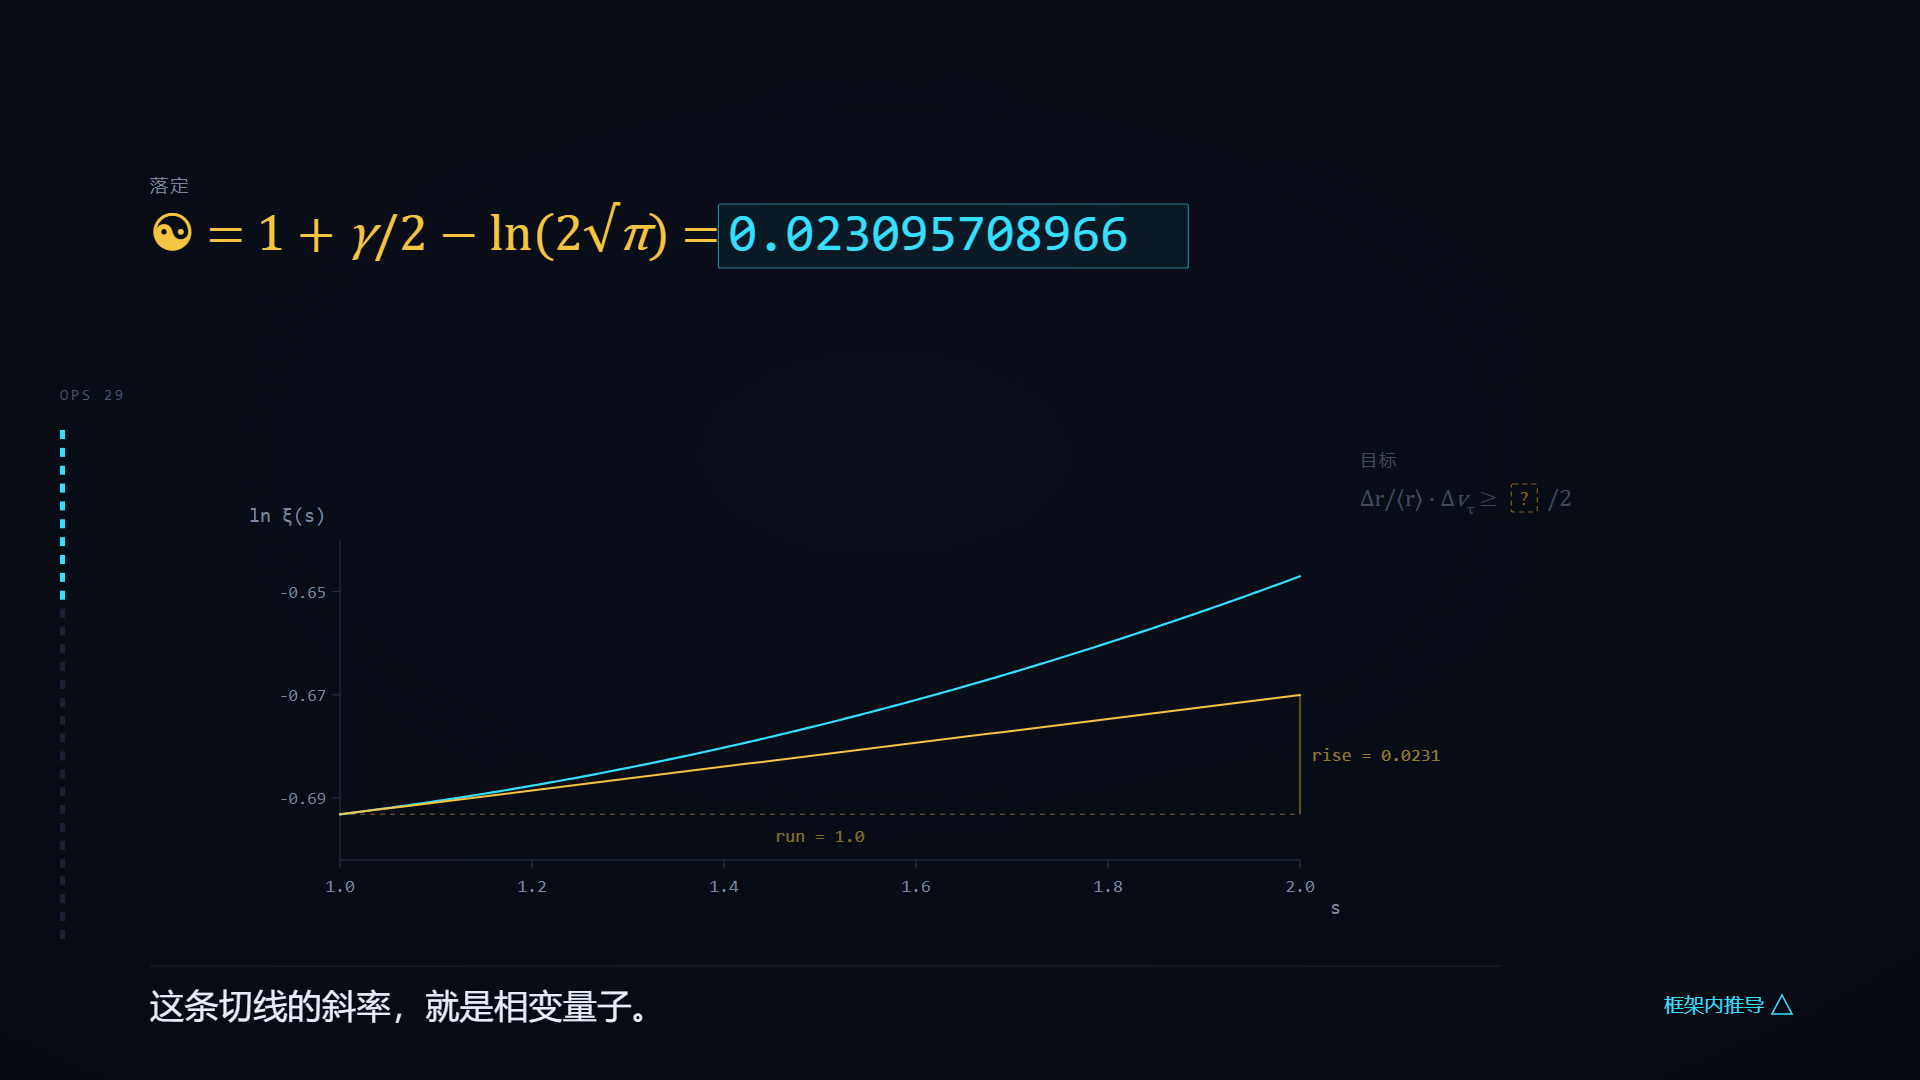 落定
☯ = 1 + γ/2 − ln(2√π) = 0.023095708966
OPS 29
目标
Δr/⟨r⟩ · Δν_τ ≥ ? /2
ln ξ(s)
-0.65
-0.67
-0.69
rise = 0.0231
run = 1.0
1.0 1.2 1.4 1.6 1.8 2.0
s
这条切线的斜率，就是相变量子。
框架内推导 △